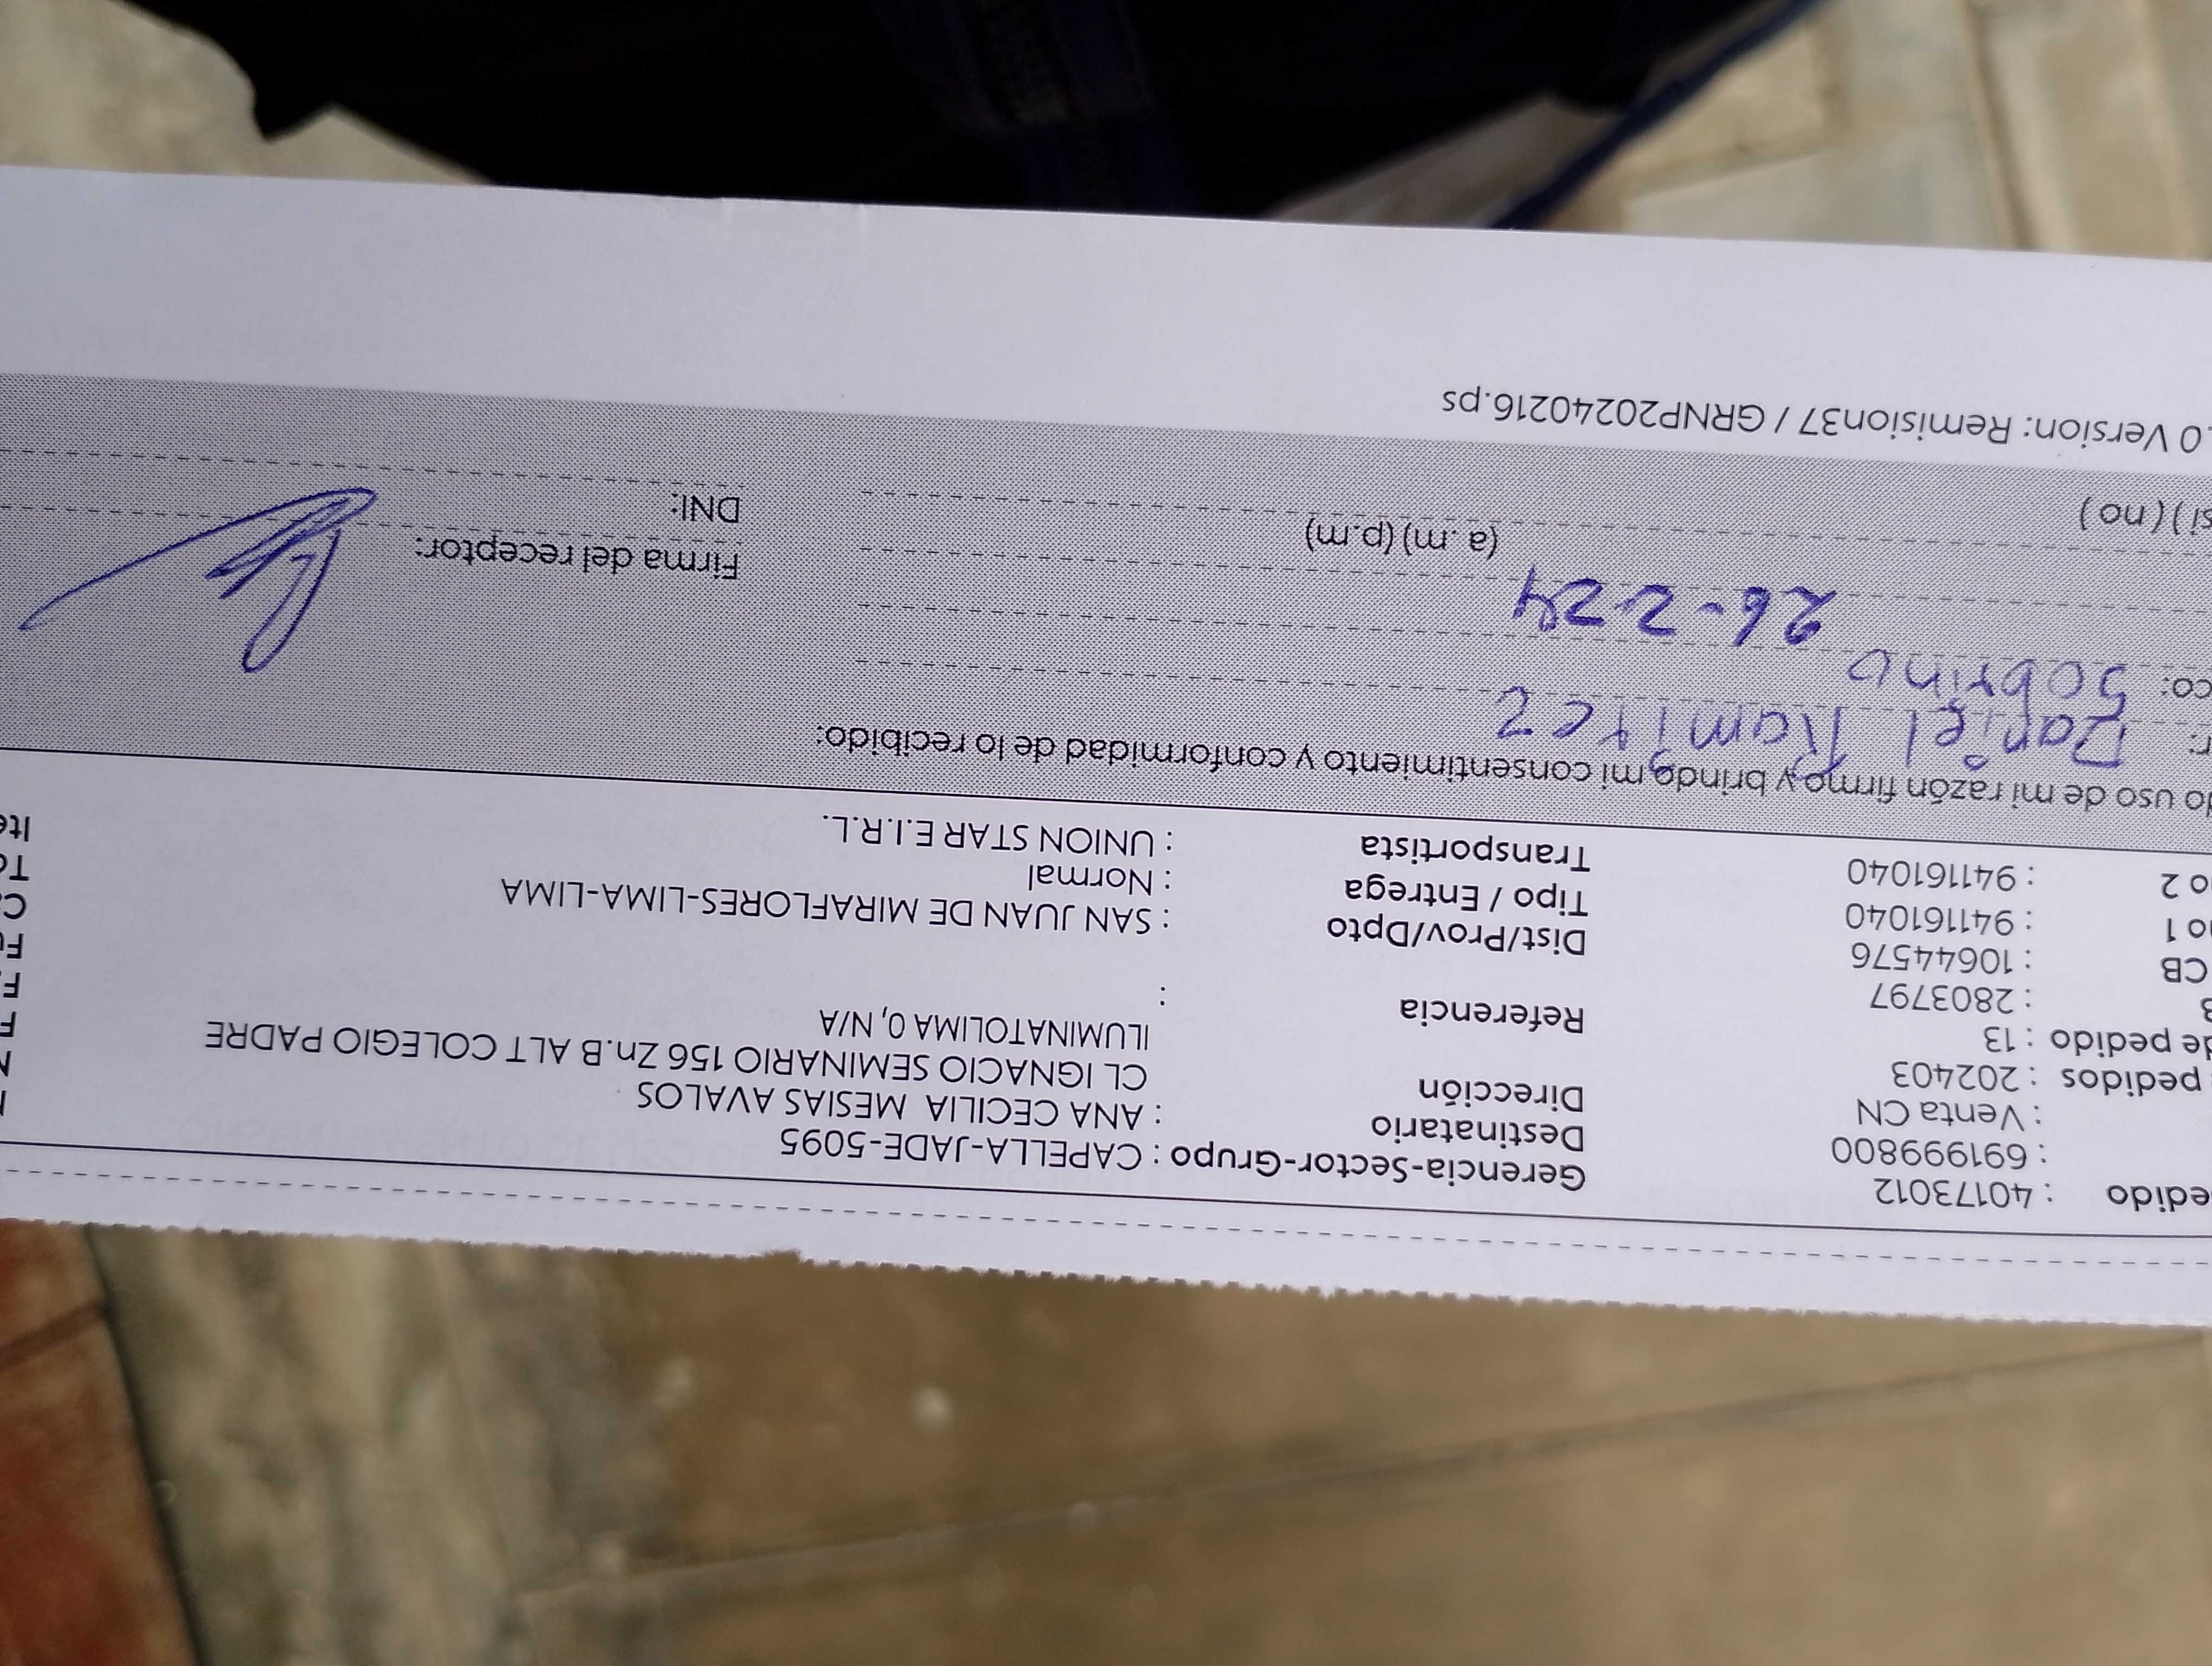 edido : 40173012
: 691999800
: Venta CN
pedidos : 202403
de pedido : 13
: 2803797
CB : 10644576
o 1 : 941161040
o 2 : 941161040
Gerencia-Sector-Grupo : CAPELLA-JADE-5095
Destinatario : ANA CECILIA MESIAS AVALOS
Dirección CL IGNACIO SEMINARIO 156 Zn.B ALT COLEGIO PADRE
ILUMINATOLIMA 0, N/A
Referencia :
Dist/Prov/Dpto : SAN JUAN DE MIRAFLORES-LIMA-LIMA
Tipo / Entrega : Normal
Transportista : UNION STAR E.I.R.L.
Ite
do uso de mi razón firmo y brindo mi consentimiento y conformidad de lo recibido:
r: Daniel Ramirez
co: Sobrino
26-2-24
(a.m) (p.m)
si ) ( no )
Firma del receptor:
DNI:
.0 Version: Remision37 / GRNP20240216.ps